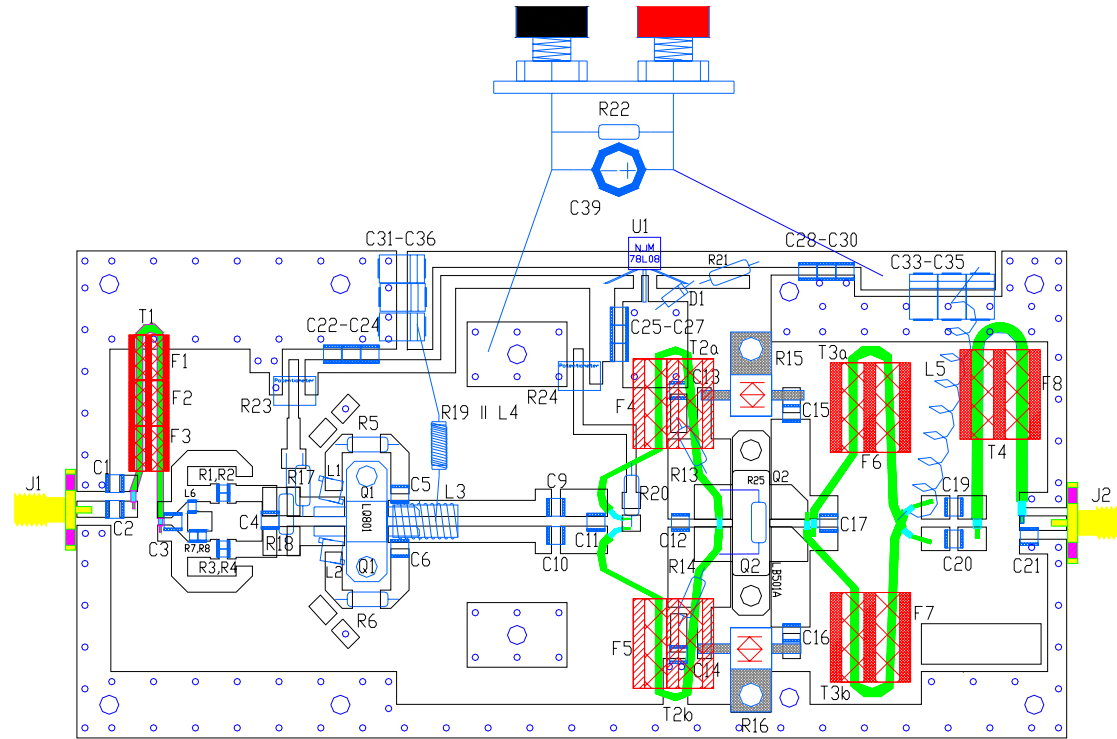 R22
C39
U1
NJM
78L08
C31-C36
C28-C30
R21
C33-C35
D1
T1
C22-C24
C25-C27
T2a
R15
T3a
F1
Potentiometer
Potentiometer
C13
L5
F8
F2
R23
R24
F4
C15
R19 II L4
F3
R5
F6
T4
C1
R1,R2
R17
L1
Q1
C5
L3
C9
R13
Q2
R25
C19
J1
L6
R20
J2
C2
C3
C4
LQ801
C11
C12
C17
R7,R8
R18
C6
C10
C20
C21
R3,R4
L2
Q1
R14
Q2
LB501A
R6
F7
C16
F5
C14
T2b
R16
T3b